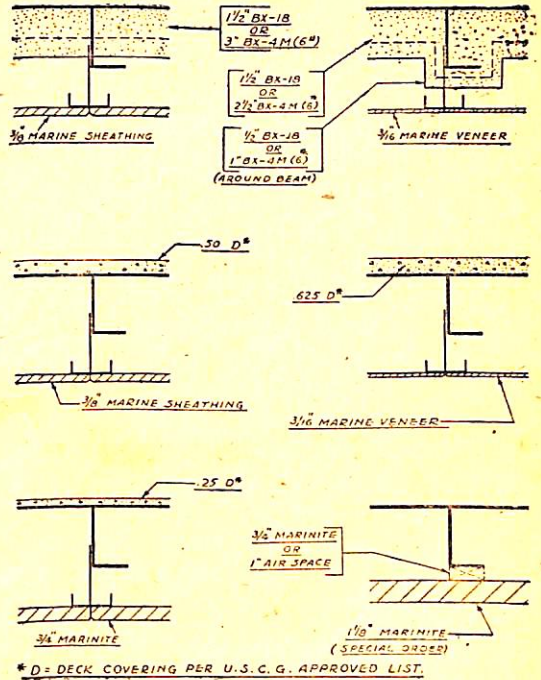 1½" BX-18
OR
3" BX-4M (6#)
3/8" MARINE SHEATHING
1½" BX-18
OR
2½" BX-4M (6)#
½" BX-18
OR
1" BX-4M (6)#
(AROUND BEAM)
3/16" MARINE VENEER
.50 D*
3/8" MARINE SHEATHING
.625 D*
3/16 MARINE VENEER
.25 D*
3/4" MARINITE
3/4" MARINITE
OR
1" AIR SPACE
1 1/8" MARINITE
(SPECIAL ORDER)
* D = DECK COVERING PER U.S.C.G. APPROVED LIST.